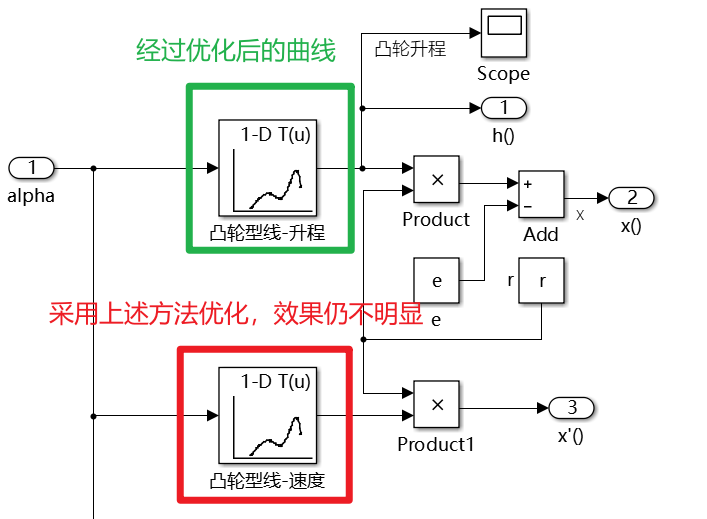 经过优化后的曲线
凸轮升程
Scope
1-D T(u)
1
h()
1
alpha
×
Product
+
−
Add
x
2
x()
凸轮型线-升程
e
e
r
r
采用上述方法优化，效果仍不明显
1-D T(u)
×
Product1
3
x'()
凸轮型线-速度